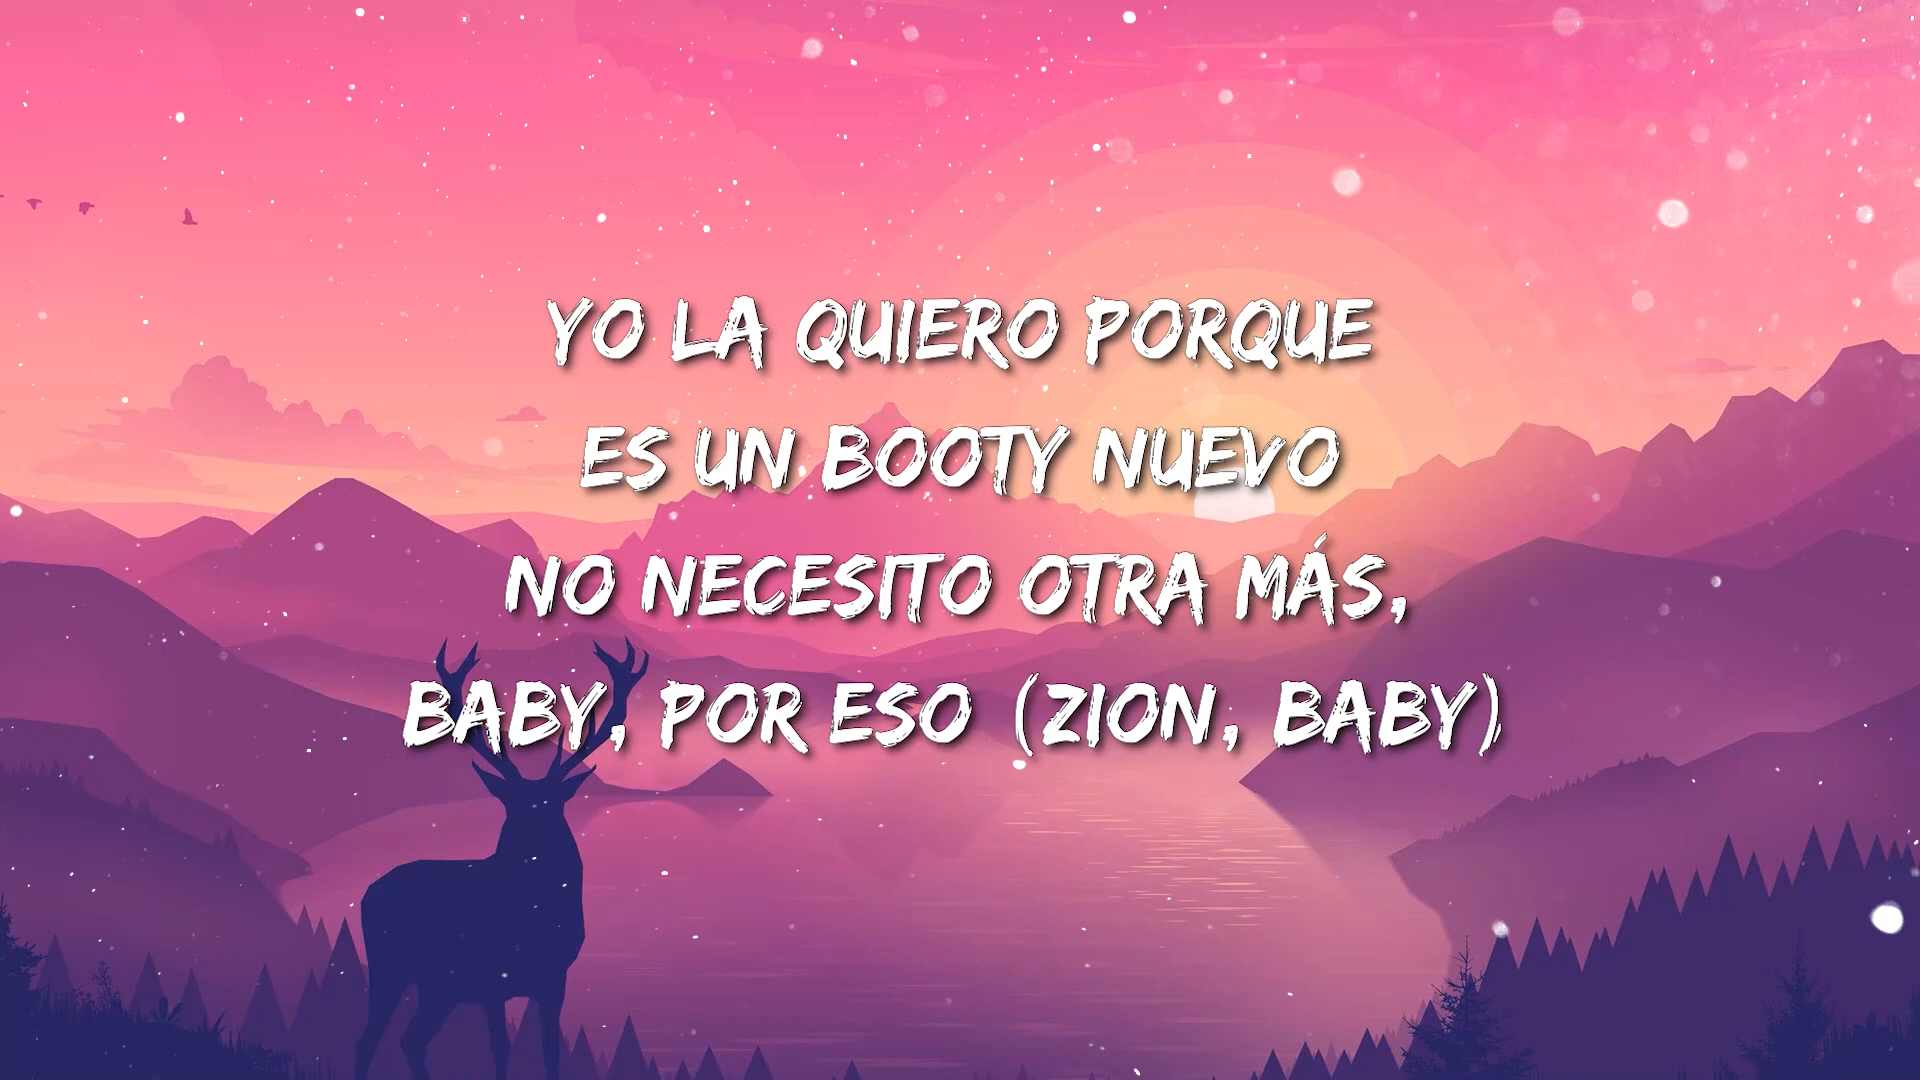 YO LA QUIERO PORQUE
ES UN BOOTY NUEVO
NO NECESITO OTRA MÁS,
BABY, POR ESO (ZION, BABY)